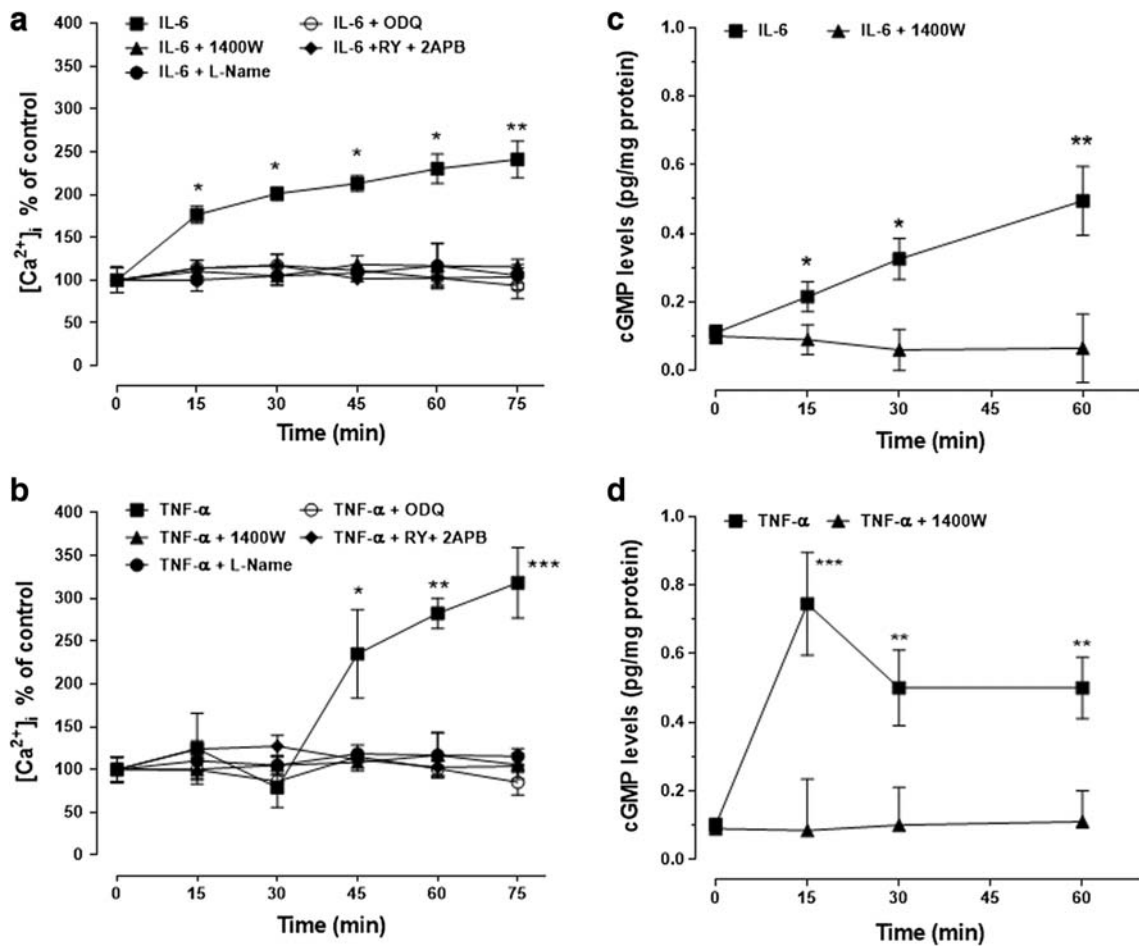 a
IL-6
IL-6 + ODQ
IL-6 + 1400W
IL-6 +RY + 2APB
IL-6 + L-Name
[Ca²⁺]ᵢ % of control
400
350
300
250
200
150
100
50
0
* * * * **
0 15 30 45 60 75
Time (min)
c
IL-6
IL-6 + 1400W
cGMP levels (pg/mg protein)
1.0
0.8
0.6
0.4
0.2
0.0
* * **
0 15 30 45 60
Time (min)
b
TNF-α
TNF-α + ODQ
TNF-α + 1400W
TNF-α + RY+ 2APB
TNF-α + L-Name
[Ca²⁺]ᵢ % of control
400
350
300
250
200
150
100
50
0
* ** ***
0 15 30 45 60 75
Time (min)
d
TNF-α
TNF-α + 1400W
cGMP levels (pg/mg protein)
1.0
0.8
0.6
0.4
0.2
0.0
*** ** **
0 15 30 45 60
Time (min)